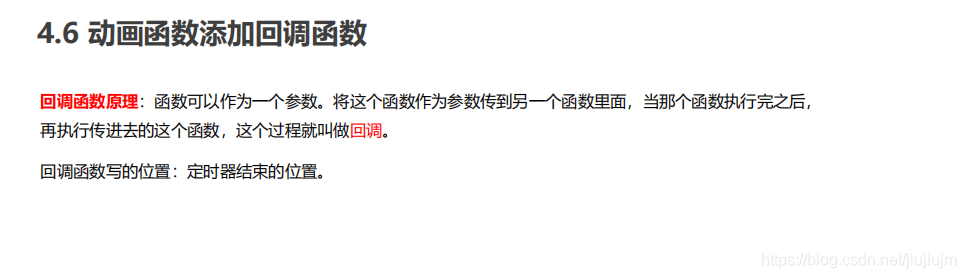 4.6 动画函数添加回调函数
回调函数原理：函数可以作为一个参数。将这个函数作为参数传到另一个函数里面，当那个函数执行完之后，
再执行传进去的这个函数，这个过程就叫做回调。
回调函数写的位置：定时器结束的位置。
https://blog.csdn.net/jiujiujm